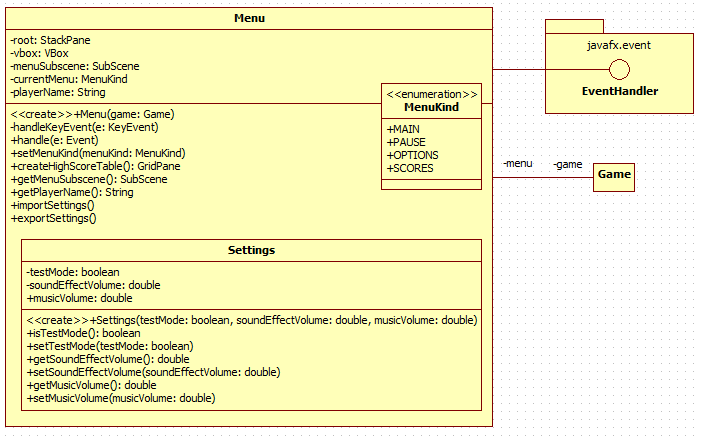 Menu
-root: StackPane
-vbox: VBox
-menuSubscene: SubScene
-currentMenu: MenuKind
-playerName: String
<<create>>+Menu(game: Game)
-handleKeyEvent(e: KeyEvent)
+handle(e: Event)
+setMenuKind(menuKind: MenuKind)
+createHighScoreTable(): GridPane
+getMenuSubscene(): SubScene
+getPlayerName(): String
+importSettings()
+exportSettings()
<<enumeration>>
MenuKind
+MAIN
+PAUSE
+OPTIONS
+SCORES
Settings
-testMode: boolean
-soundEffectVolume: double
+musicVolume: double
<<create>>+Settings(testMode: boolean, soundEffectVolume: double, musicVolume: double)
+isTestMode(): boolean
+setTestMode(testMode: boolean)
+getSoundEffectVolume(): double
+setSoundEffectVolume(soundEffectVolume: double)
+getMusicVolume(): double
+setMusicVolume(musicVolume: double)
javafx.event
EventHandler
-menu -game
Game